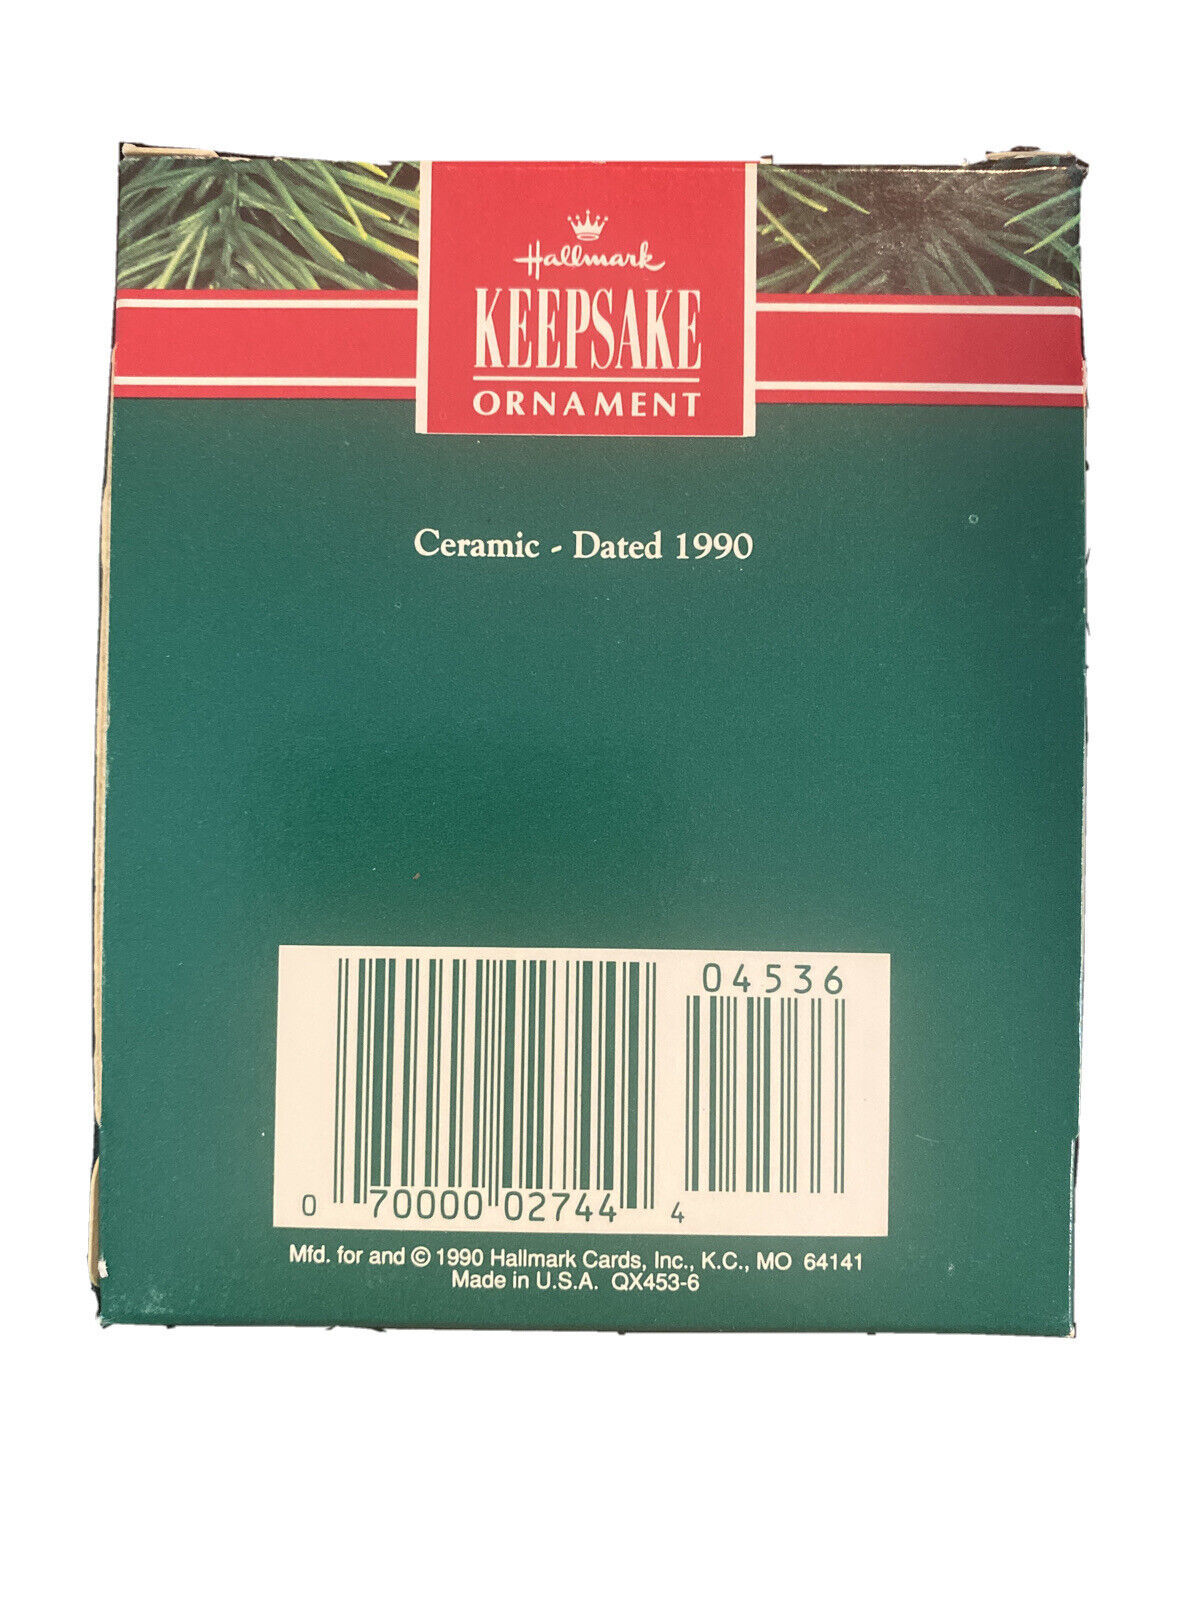 Hallmark
KEEPSAKE
ORNAMENT
Ceramic - Dated 1990
04536
0 70000 02744 4
Mfd. for and © 1990 Hallmark Cards, Inc., K.C., MO 64141
Made in U.S.A. QX453-6